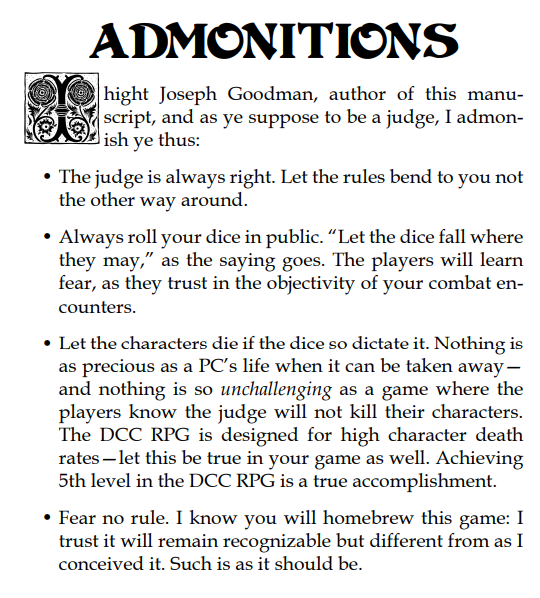 ADMONITIONS
I hight Joseph Goodman, author of this manu-
script, and as ye suppose to be a judge, I admon-
ish ye thus:
• The judge is always right. Let the rules bend to you not
the other way around.
• Always roll your dice in public. “Let the dice fall where
they may,” as the saying goes. The players will learn
fear, as they trust in the objectivity of your combat en-
counters.
• Let the characters die if the dice so dictate it. Nothing is
as precious as a PC’s life when it can be taken away—
and nothing is so unchallenging as a game where the
players know the judge will not kill their characters.
The DCC RPG is designed for high character death
rates—let this be true in your game as well. Achieving
5th level in the DCC RPG is a true accomplishment.
• Fear no rule. I know you will homebrew this game: I
trust it will remain recognizable but different from as I
conceived it. Such is as it should be.